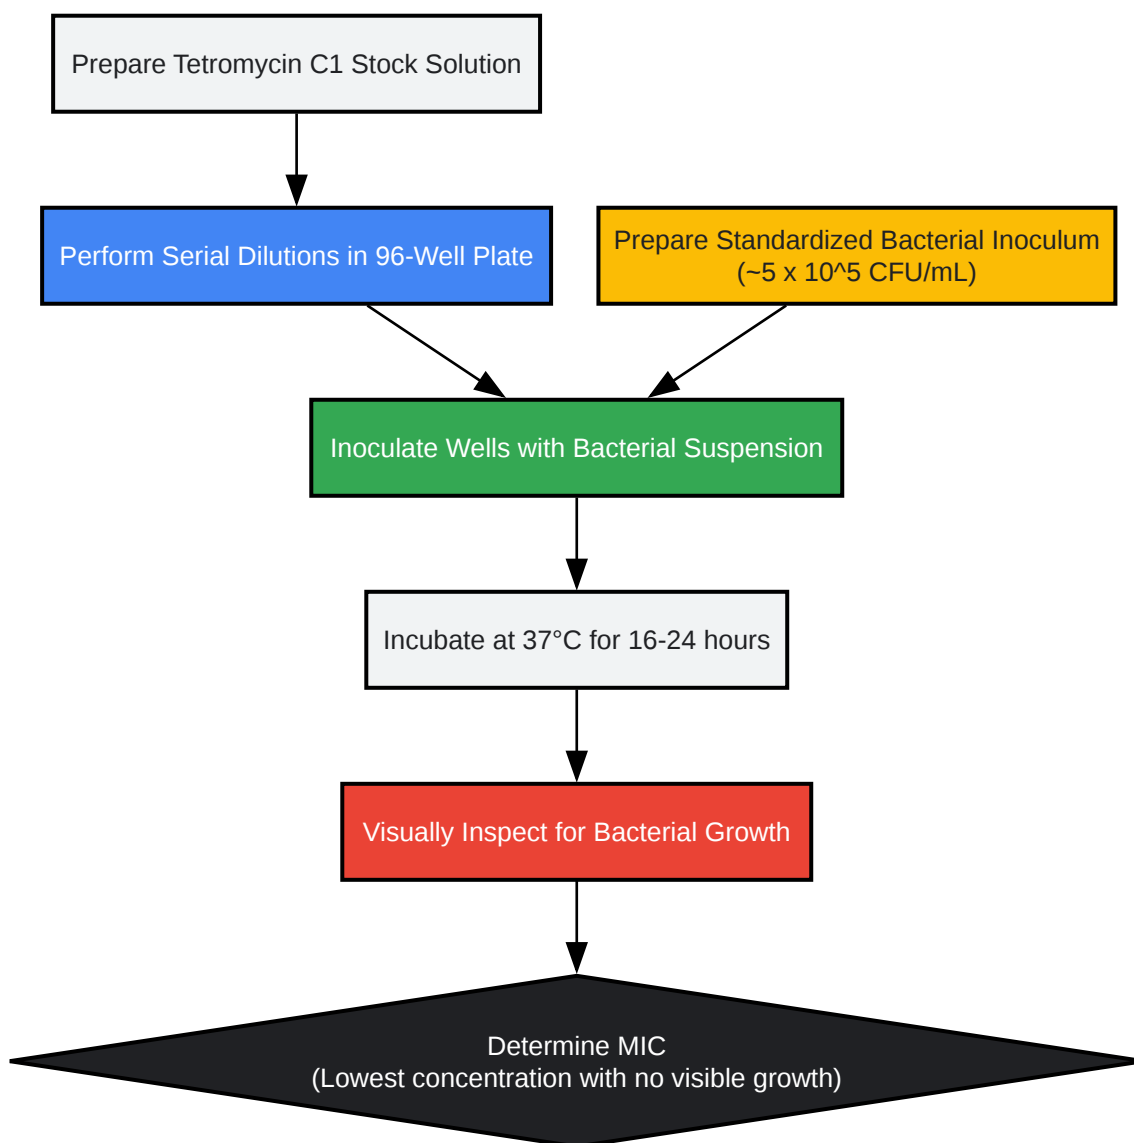 Prepare Tetromycin C1 Stock Solution
Perform Serial Dilutions in 96-Well Plate
Prepare Standardized Bacterial Inoculum
(~5 x 10^5 CFU/mL)
Inoculate Wells with Bacterial Suspension
Incubate at 37°C for 16-24 hours
Visually Inspect for Bacterial Growth
Determine MIC
(Lowest concentration with no visible growth)